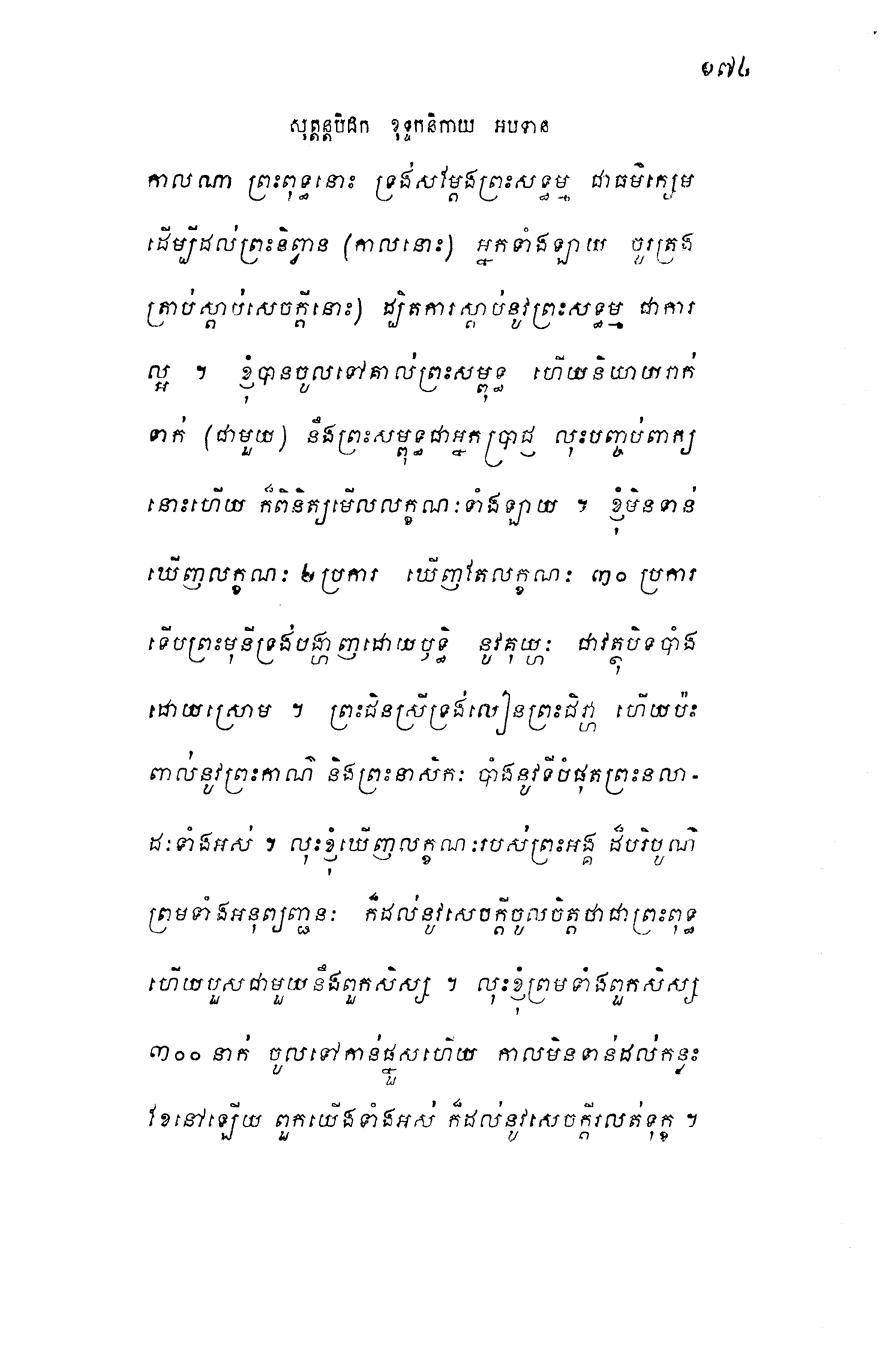 ១៧៤
សុត្តន្តបិដក ខុទ្ទកនិកាយ អបទាន
កាលណា ព្រះពុទ្ធនោះ ទ្រង់សម្តែងព្រះសទ្ធម្ម ជាធម៌ក្សេម
ដើម្បីដល់ព្រះនិព្វាន (កាលនោះ) អ្នកទាំងឡាយ ចូរត្រង
ត្រាប់ស្តាប់សេចក្តីនោះ) ដ្បិតការស្តាប់នូវព្រះសទ្ធម្ម ជាការ
ល្អ ។ ខ្ញុំបានចូលទៅគាល់ព្រះសម្ពុទ្ធ ហើយនិយាយរាក់
ទាក់ (ជាមួយ) នឹងព្រះសម្ពុទ្ធជាអ្នកប្រាជ្ញ លុះបញ្ចប់ពាក្យ
នោះហើយ ក៏ពិនិត្យមើលលក្ខណៈទាំងឡាយ ។ ខ្ញុំមិនទាន់
ឃើញលក្ខណៈ ២ប្រការ ឃើញតែលក្ខណៈ ៣០ ប្រការ
ទើបព្រះមុនីទ្រង់បង្ហាញដោយឫទ្ធិ នូវគុយ្ហៈ ជាវត្ថុបិទបាំង
ដោយស្រោម ។ ព្រះជិនស្រីទ្រង់លៀនព្រះជិវ្ហា ហើយប៉ះ
ពាល់នូវព្រះកាណ៌ និងព្រះនាសិកៈ បាំងនូវទីបំផុតព្រះនលា-
ដៈទាំងអស់ ។ លុះខ្ញុំឃើញលក្ខណៈរបស់ព្រះអង្គ ដ៏បរិបូណ៌
ព្រមទាំងអនុព្យញ្ជនៈ ក៏ដល់នូវសេចក្តីចូលចិត្តថាជាព្រះពុទ្ធ
ហើយបួសជាមួយនឹងពួកសិស្ស ។ លុះខ្ញុំព្រមទាំងពួកសិស្ស
៣០០ នាក់ ចូលទៅកាន់ផ្នួសហើយ កាលមិនទាន់ដល់កន្លះ
ខែនៅឡើយ ពួកយើងទាំងអស់ ក៏ដល់នូវសេចក្តីរលត់ទុក្ខ ។